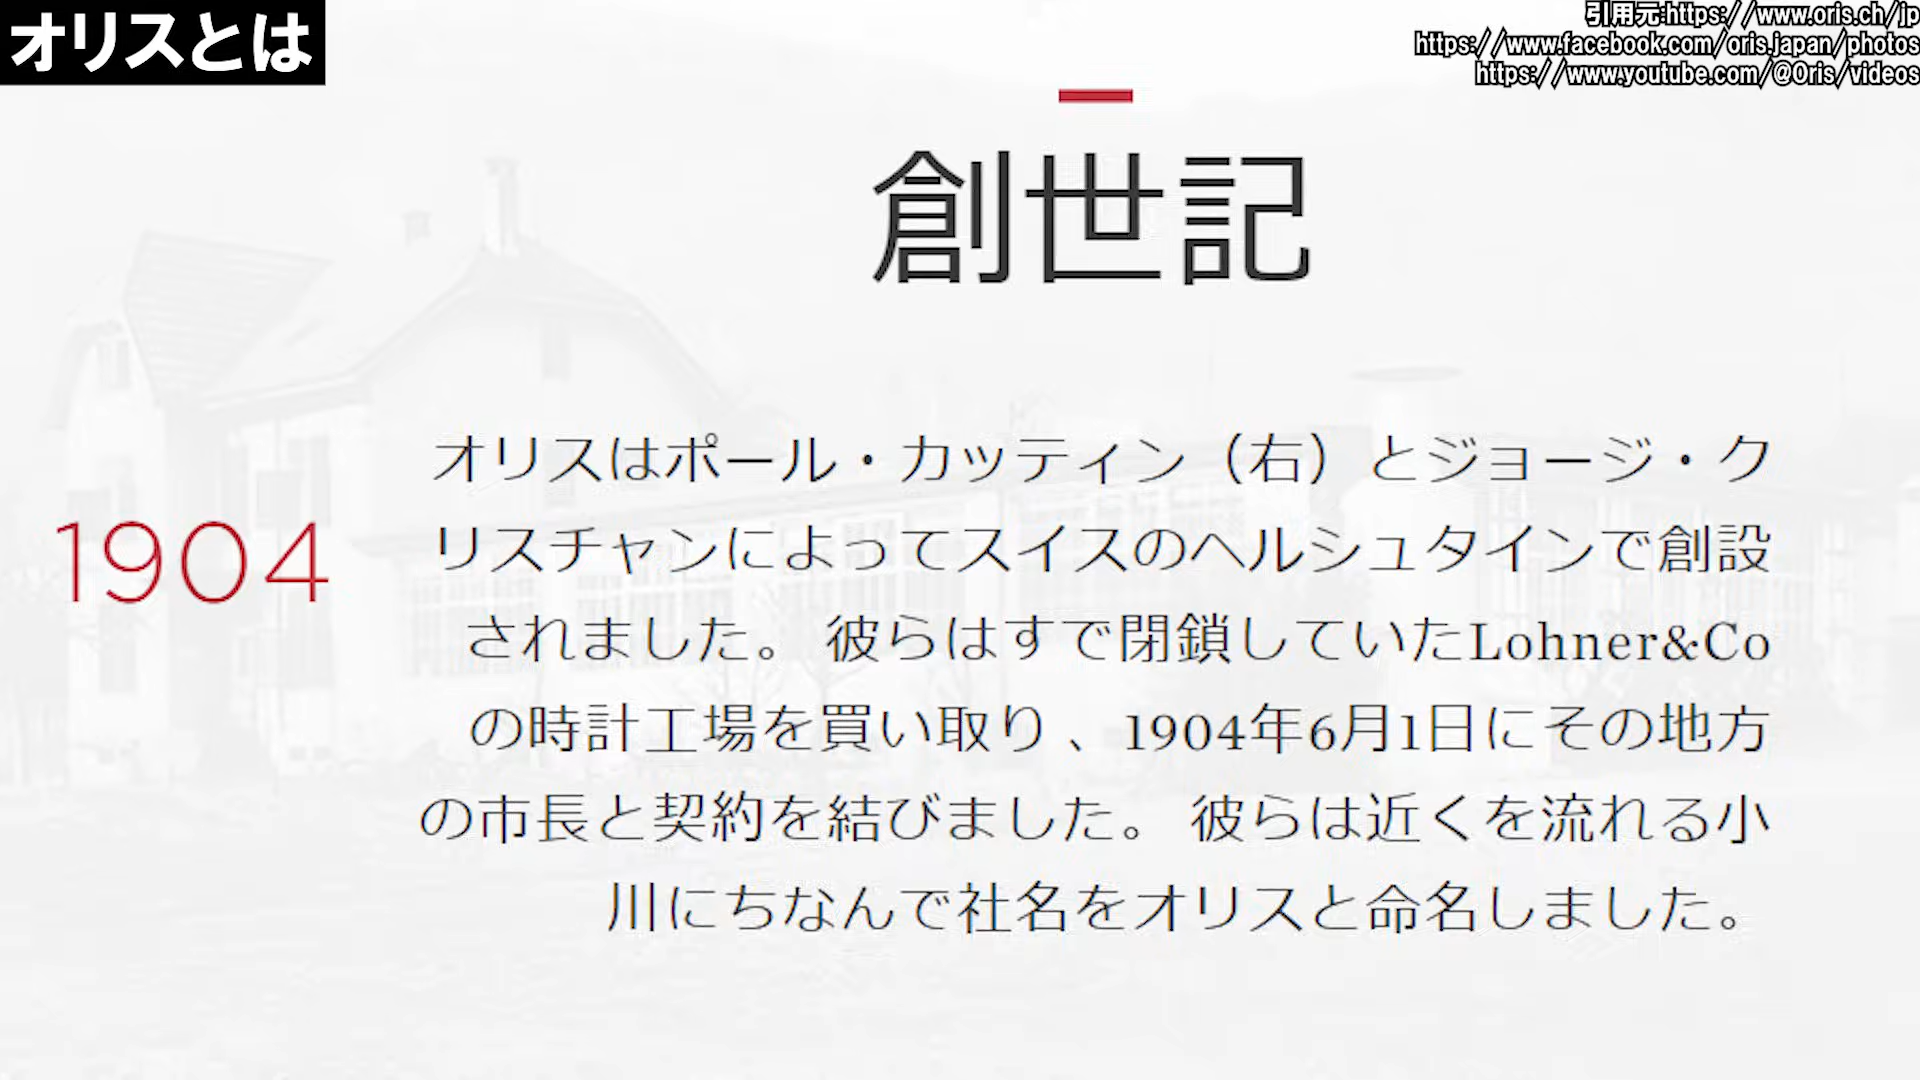 オリスとは
引用元:https://www.oris.ch/jp
https://www.facebook.com/oris.japan/photos
https://www.youtube.com/@Oris/videos
創世記
1904
オリスはポール・カッティン（右）とジョージ・ク
リスチャンによってスイスのヘルシュタインで創設
されました。 彼らはすで閉鎖していたLohner&Co
の時計工場を買い取り 、1904年6月1日にその地方
の市長と契約を結びました。 彼らは近くを流れる小
川にちなんで社名をオリスと命名しました。